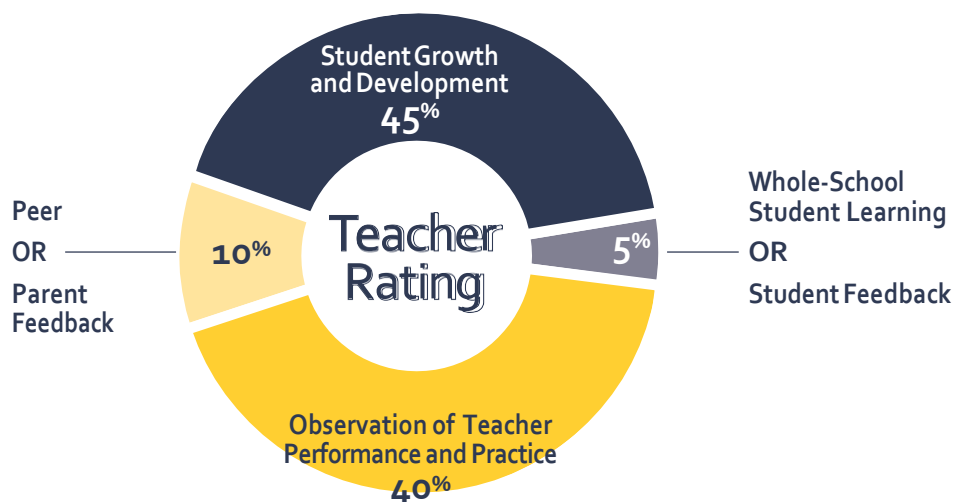 Student Growth
and Development
45%
Peer
OR
Parent
Feedback
10%
Teacher
Rating
5%
Whole-School
Student Learning
OR
Student Feedback
Observation of Teacher
Performance and Practice
40%